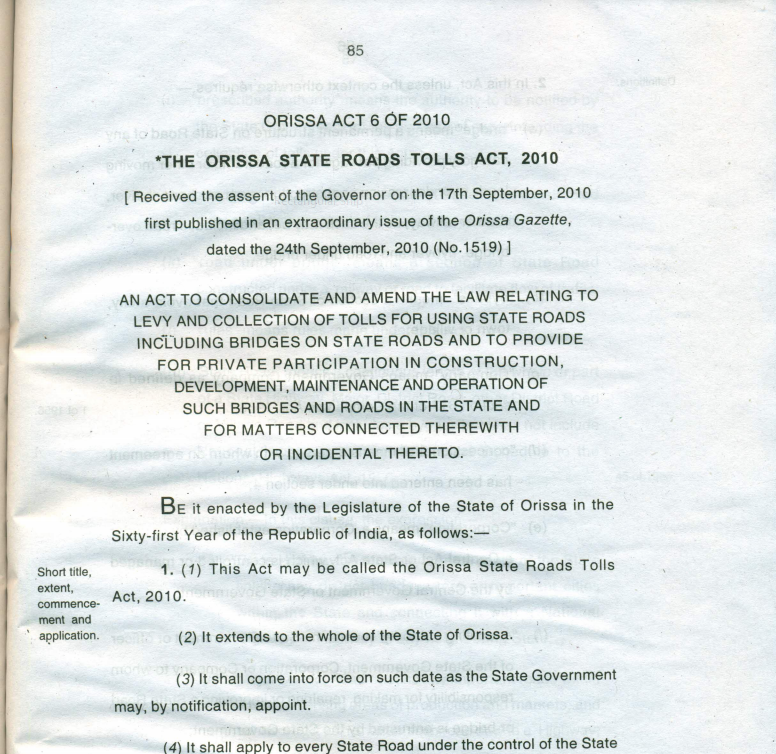 85
ORISSA ACT 6 OF 2010
*THE ORISSA STATE ROADS TOLLS ACT, 2010
[ Received the assent of the Governor on the 17th September, 2010
first published in an extraordinary issue of the Orissa Gazette,
dated the 24th September, 2010 (No.1519) ]
AN ACT TO CONSOLIDATE AND AMEND THE LAW RELATING TO
LEVY AND COLLECTION OF TOLLS FOR USING STATE ROADS
INCLUDING BRIDGES ON STATE ROADS AND TO PROVIDE
FOR PRIVATE PARTICIPATION IN CONSTRUCTION,
DEVELOPMENT, MAINTENANCE AND OPERATION OF
SUCH BRIDGES AND ROADS IN THE STATE AND
FOR MATTERS CONNECTED THEREWITH
OR INCIDENTAL THERETO.
BE it enacted by the Legislature of the State of Orissa in the
Sixty-first Year of the Republic of India, as follows:—
Short title,
extent,
commence-
ment and
application.
1. (1) This Act may be called the Orissa State Roads Tolls
Act, 2010.
(2) It extends to the whole of the State of Orissa.
(3) It shall come into force on such date as the State Government
may, by notification, appoint.
(4) It shall apply to every State Road under the control of the State